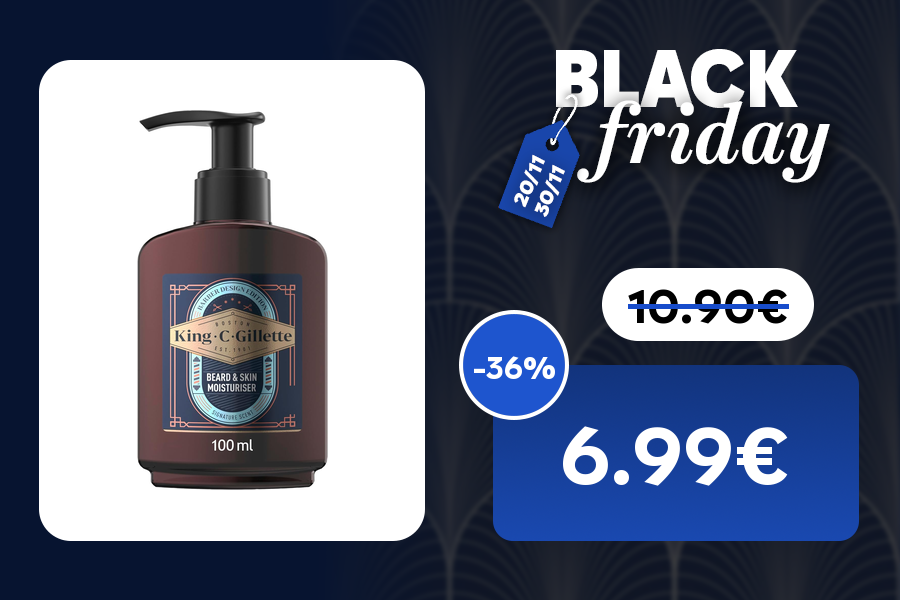 BLACK
friday
20/11
30/11
BARBER DESIGN EDITION
BOSTON
King·C·Gillette
EST. 1901
BEARD & SKIN
MOISTURISER
SIGNATURE SCENT
100 ml
10.90€
-36%
6.99€